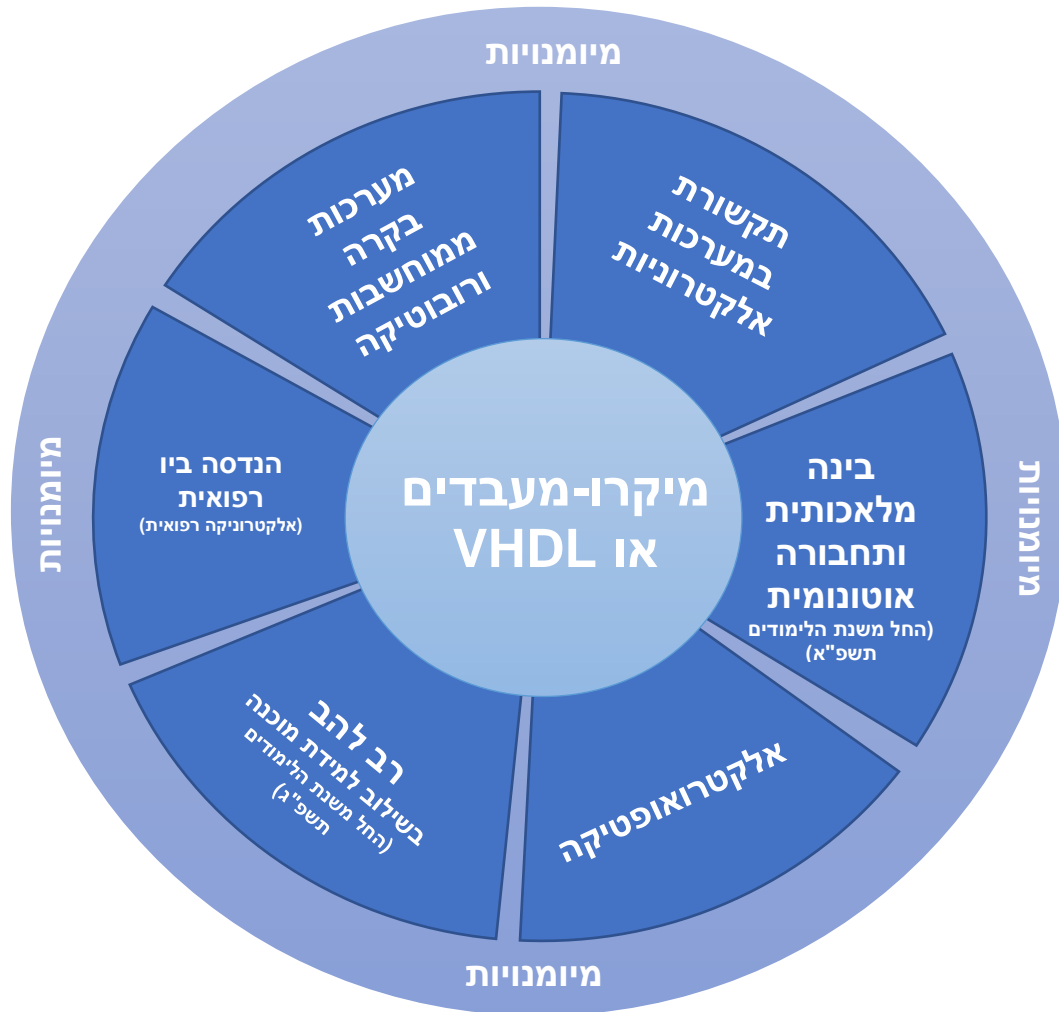 מיומנויות
תקשורת
במערכות
אלקטרוניות
בינה
מלאכותית
ותחבורה
אוטונומית
(החל משנת הלימודים
תשפ"א)
אלקטרואופטיקה
רב להב
בשילוב למידת מוכנה
(החל משנת הלימודים
תשפ"ג)
הנדסה ביו
רפואית
(אלקטרוניקה רפואית)
מערכות
בקרה
ממוחשבות
ורובוטיקה
מיקרו-מעבדים
או VHDL
מיומנויות
מיומנויות
מיומנויות